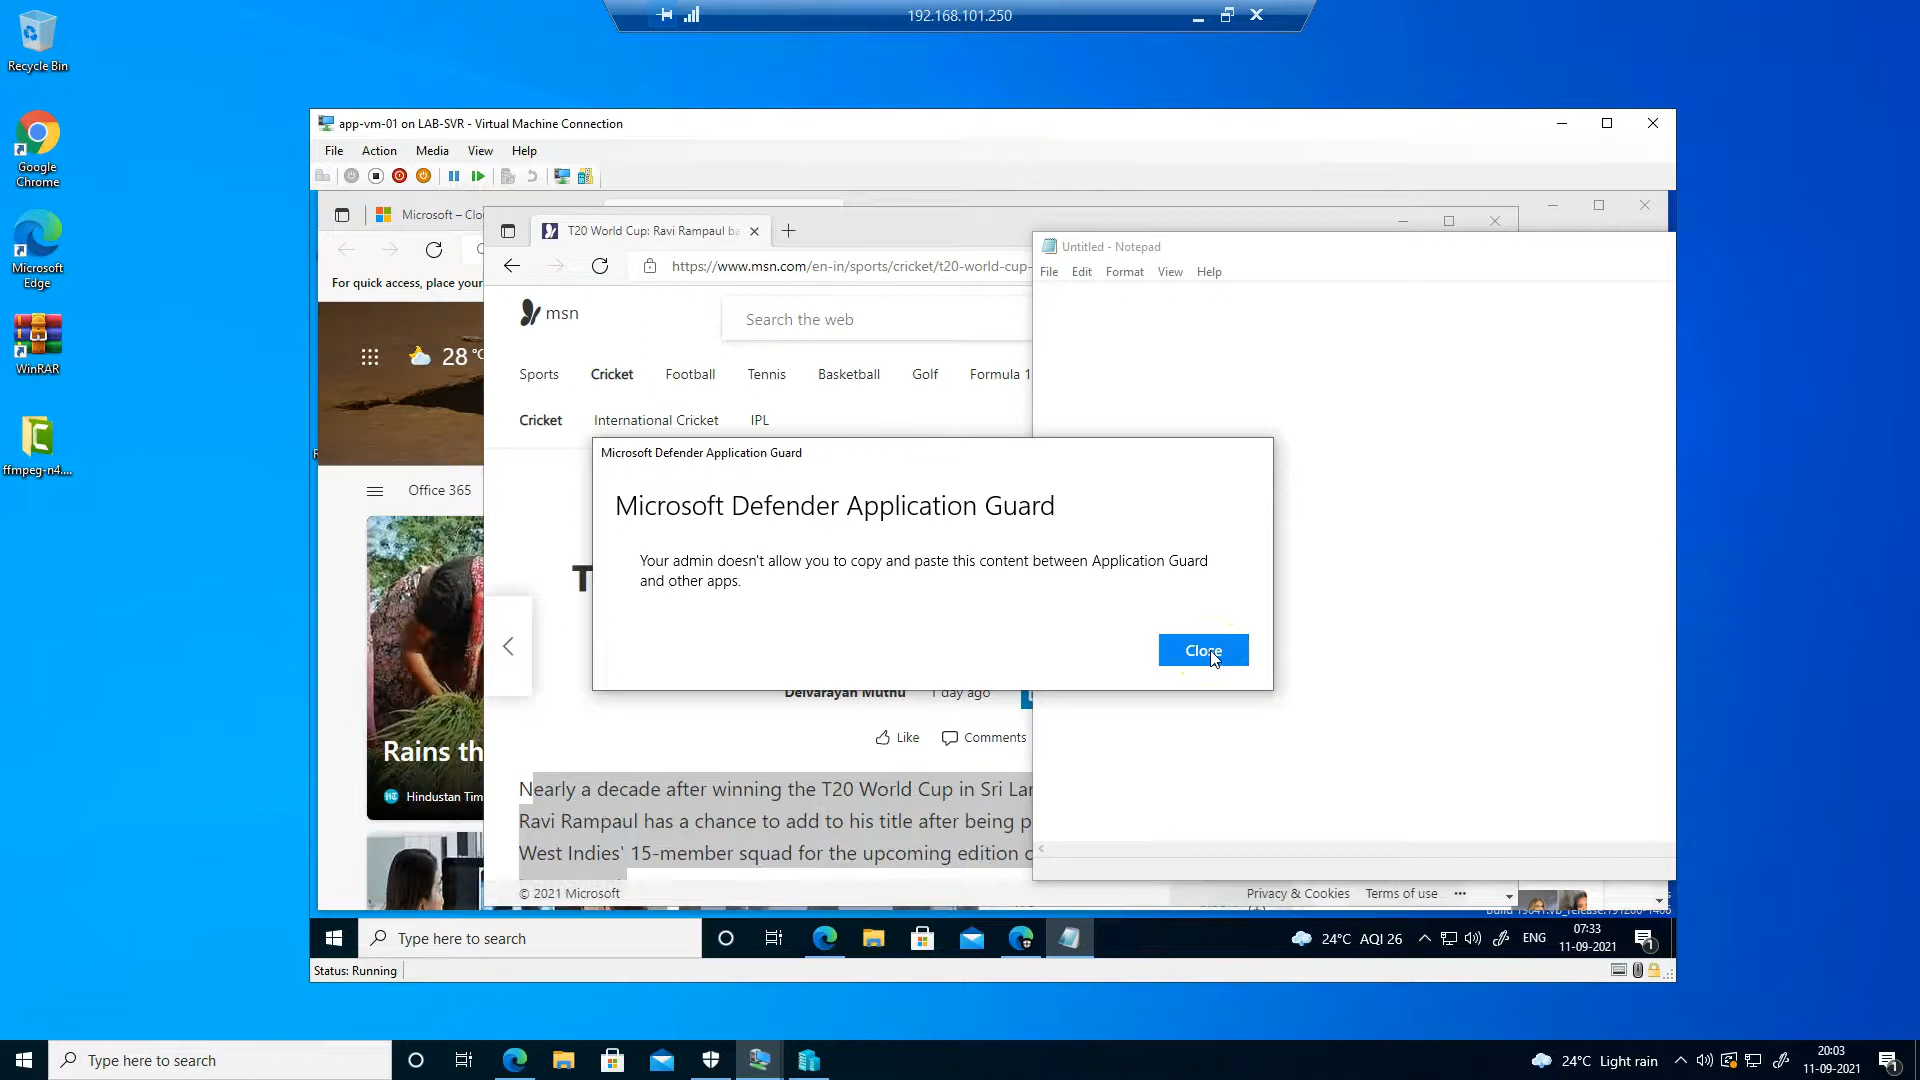 192.168.101.250
Recycle Bin
Google
Chrome
Microsoft
Edge
WinRAR
ffmpeg-n4....
app-vm-01 on LAB-SVR - Virtual Machine Connection
File Action Media View Help
Microsoft – Clo
For quick access, place your
28 °C
Office 365
Rains th
Hindustan Tim
T20 World Cup: Ravi Rampaul ba
https://www.msn.com/en-in/sports/cricket/t20-world-cup-
msn
Search the web
Sports Cricket Football Tennis Basketball Golf Formula 1
Cricket International Cricket IPL
T
Untitled - Notepad
File Edit Format View Help
Microsoft Defender Application Guard
Microsoft Defender Application Guard
Your admin doesn't allow you to copy and paste this content between Application Guard
and other apps.
Close
Deivarayan Muthu 1 day ago
Like Comments
Nearly a decade after winning the T20 World Cup in Sri Lan
Ravi Rampaul has a chance to add to his title after being p
West Indies' 15-member squad for the upcoming edition o
© 2021 Microsoft
Privacy & Cookies Terms of use •••
Type here to search
24°C AQI 26
ENG
07:33
11-09-2021
1
Status: Running
Type here to search
24°C Light rain
20:03
11-09-2021
1